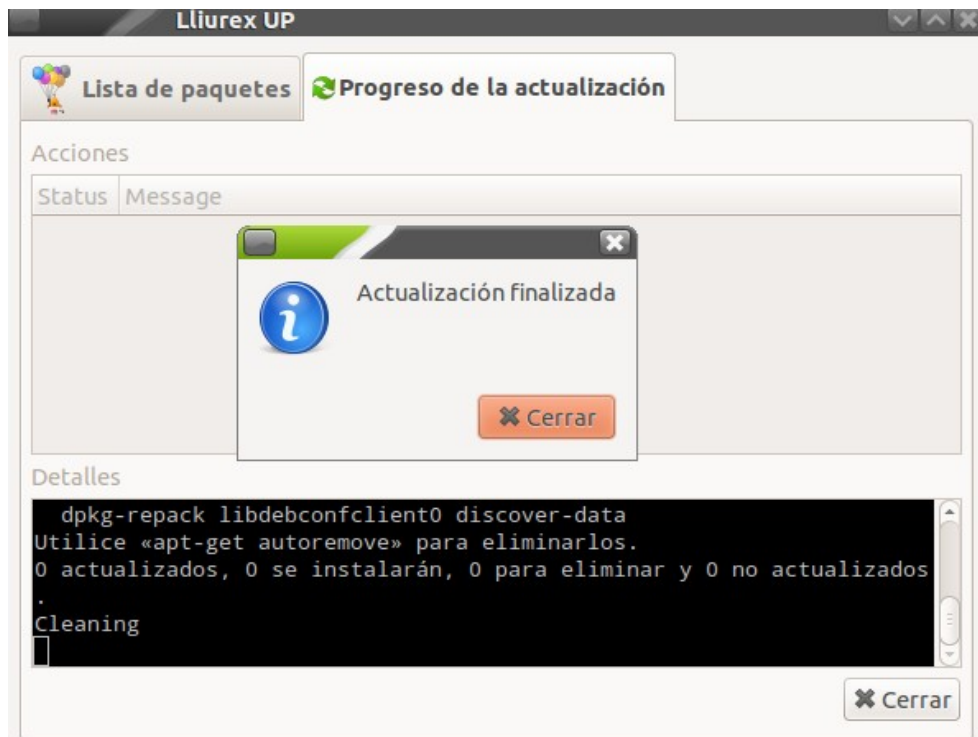 Lliurex UP
Lista de paquetes
Progreso de la actualización
Acciones
Status Message
Actualización finalizada
Cerrar
Detalles
dpkg-repack libdebconfclient0 discover-data
Utilice «apt-get autoremove» para eliminarlos.
0 actualizados, 0 se instalarán, 0 para eliminar y 0 no actualizados
.
Cleaning
Cerrar